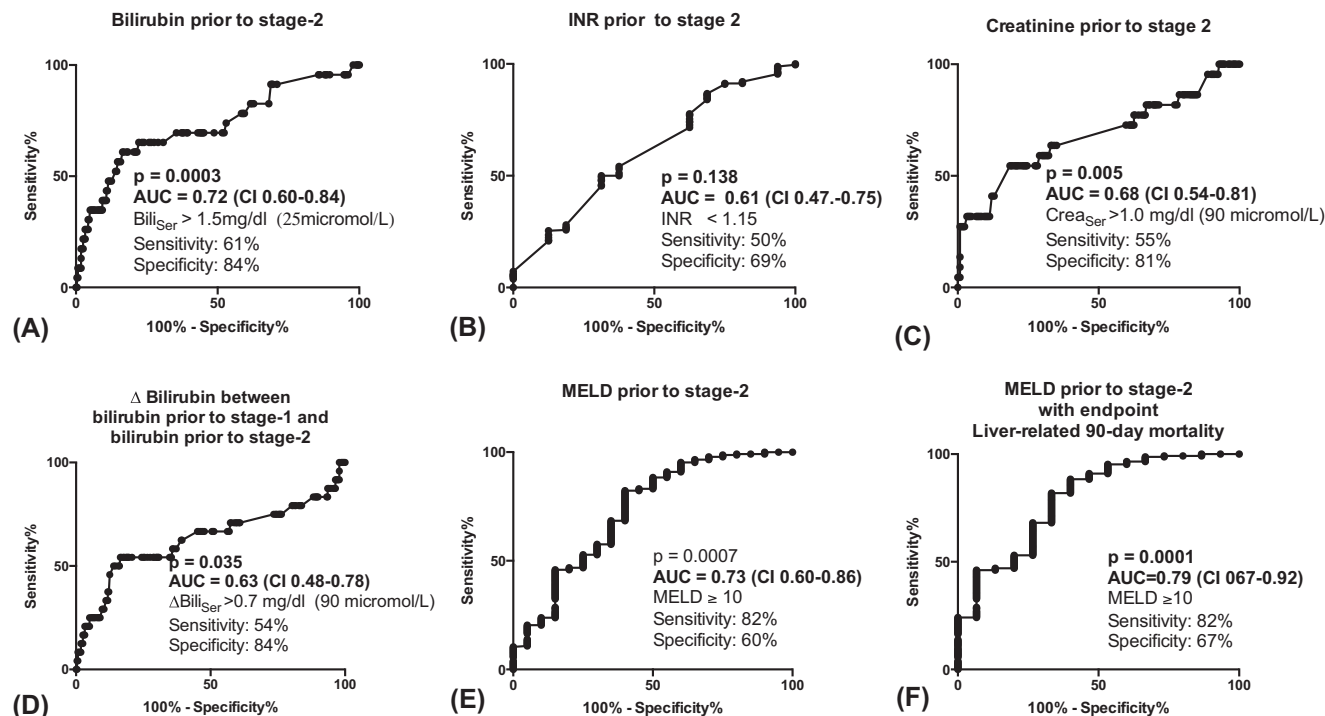 Bilirubin prior to stage-2
Sensitivity%
100
50
0
0
50
100
100% - Specificity%
p = 0.0003
AUC = 0.72 (CI 0.60-0.84)
BiliSer > 1.5mg/dl (25micromol/L)
Sensitivity: 61%
Specificity: 84%
(A)
INR prior to stage 2
Sensitivity%
100
50
0
0
50
100
100% - Specificity%
p = 0.138
AUC = 0.61 (CI 0.47.-0.75)
INR < 1.15
Sensitivity: 50%
Specificity: 69%
(B)
Creatinine prior to stage 2
Sensitivity%
100
50
0
0
50
100
100% - Specificity%
p = 0.005
AUC = 0.68 (CI 0.54-0.81)
CreaSer >1.0 mg/dl (90 micromol/L)
Sensitivity: 55%
Specificity: 81%
(C)
Δ Bilirubin between
bilirubin prior to stage-1 and
bilirubin prior to stage-2
Sensitivity%
100
50
0
0
50
100
100% - Specificity%
p = 0.035
AUC = 0.63 (CI 0.48-0.78)
ΔBiliSer>0.7 mg/dl (90 micromol/L)
Sensitivity: 54%
Specificity: 84%
(D)
MELD prior to stage-2
Sensitivity%
100
50
0
0
50
100
100% - Specificity%
p = 0.0007
AUC = 0.73 (CI 0.60-0.86)
MELD ≥ 10
Sensitivity: 82%
Specificity: 60%
(E)
MELD prior to stage-2
with endpoint
Liver-related 90-day mortality
Sensitivity%
100
50
0
0
50
100
100% - Specificity%
p = 0.0001
AUC=0.79 (CI 067-0.92)
MELD ≥10
Sensitivity: 82%
Specificity: 67%
(F)